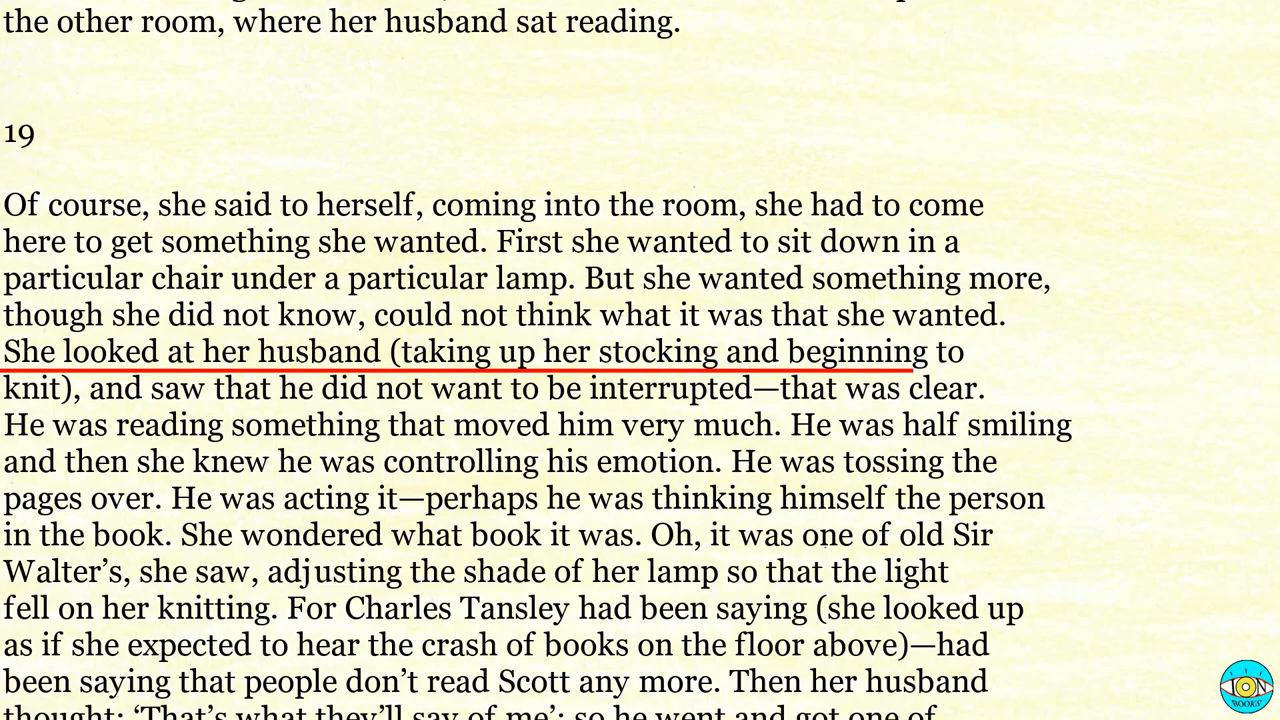 the other room, where her husband sat reading.
19
Of course, she said to herself, coming into the room, she had to come
here to get something she wanted. First she wanted to sit down in a
particular chair under a particular lamp. But she wanted something more,
though she did not know, could not think what it was that she wanted.
She looked at her husband (taking up her stocking and beginning to
knit), and saw that he did not want to be interrupted—that was clear.
He was reading something that moved him very much. He was half smiling
and then she knew he was controlling his emotion. He was tossing the
pages over. He was acting it—perhaps he was thinking himself the person
in the book. She wondered what book it was. Oh, it was one of old Sir
Walter’s, she saw, adjusting the shade of her lamp so that the light
fell on her knitting. For Charles Tansley had been saying (she looked up
as if she expected to hear the crash of books on the floor above)—had
been saying that people don’t read Scott any more. Then her husband
thought; ‘That’s what they’ll say of me’; so he went and got one of
ION
BOOKS